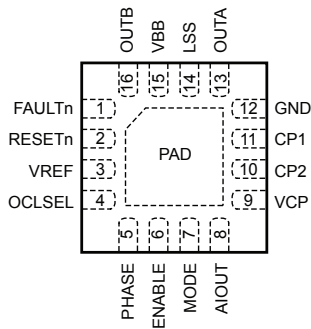 OUTB
VBB
LSS
OUTA
16
15
14
13
FAULTn 1
RESETn 2
VREF 3
OCLSEL 4
PAD
12 GND
11 CP1
10 CP2
9 VCP
5
6
7
8
PHASE
ENABLE
MODE
AIOUT